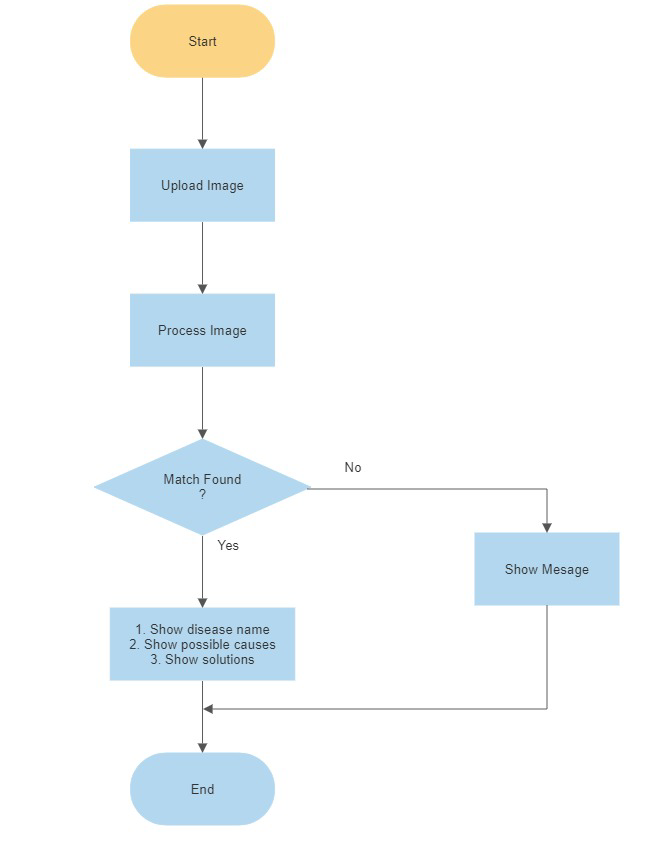 Start
Upload Image
Process Image
Match Found
?
No
Yes
Show Mesage
1. Show disease name
2. Show possible causes
3. Show solutions
End